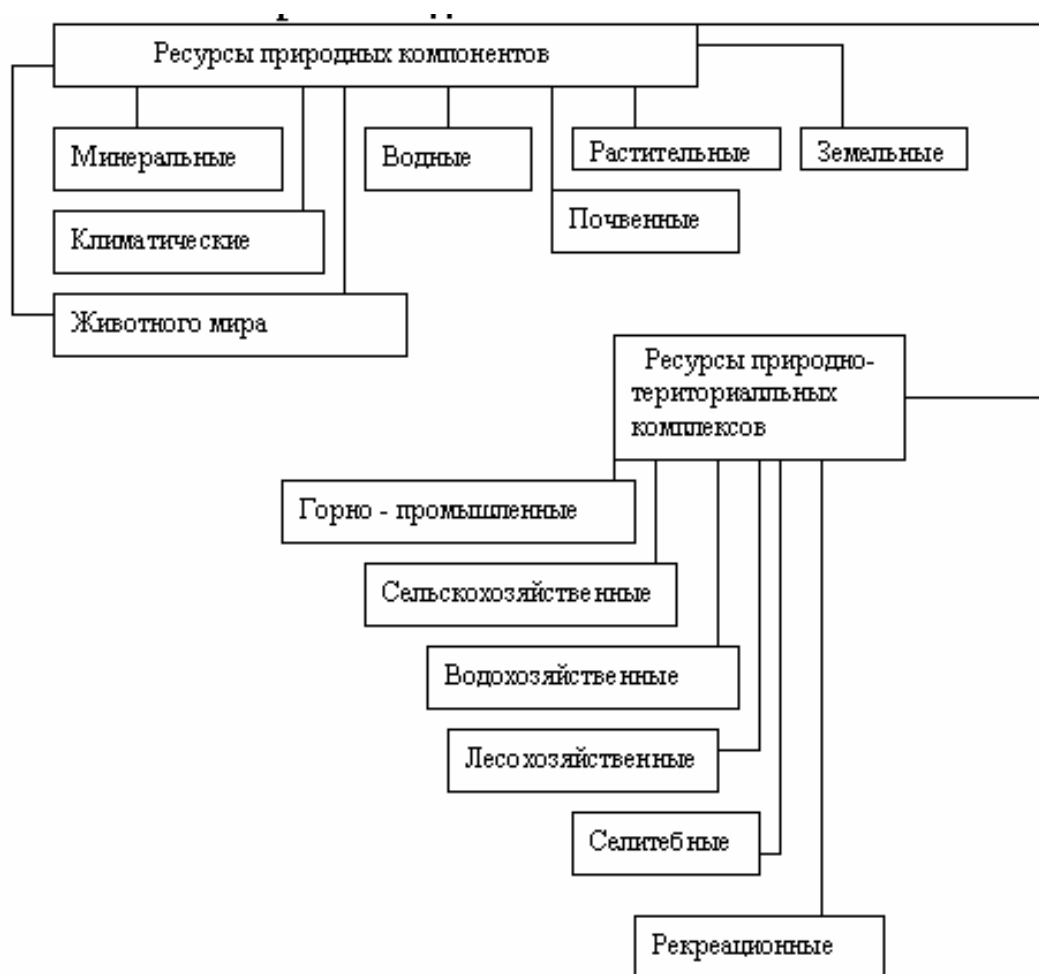 Ресурсы природных компонентов
Минеральные
Водные
Растительные
Земельные
Климатические
Почвенные
Животного мира
Ресурсы природно-
териториалльных
комплексов
Горно - промышленные
Сельскохозяйственные
Водохозяйственные
Лесохозяйственные
Селитебные
Рекреационные